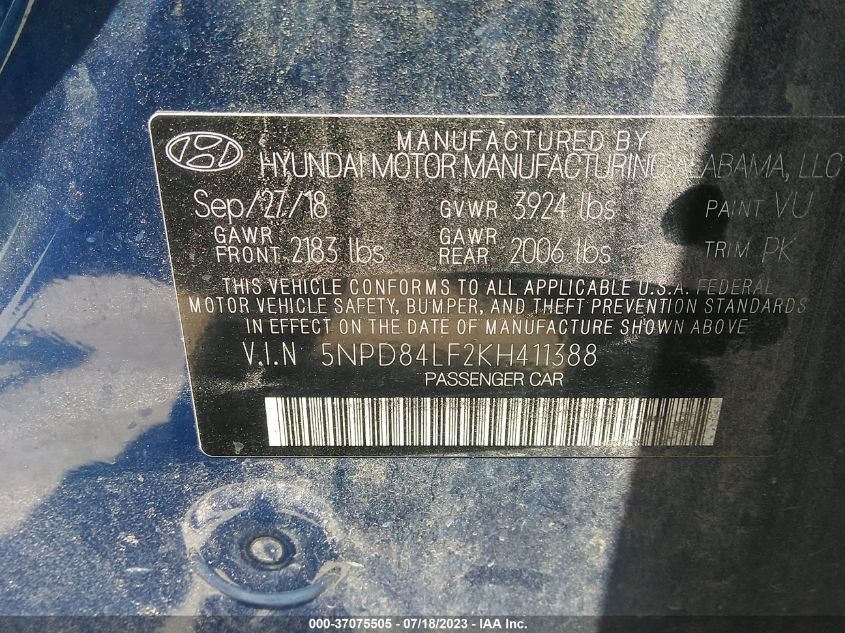 MANUFACTURED BY
HYUNDAI MOTOR MANUFACTURING ALABAMA, LLC
Sep/27/18 GVWR 3924 lbs PAINT VU
GAWR FRONT 2183 lbs GAWR REAR 2006 lbs TRIM PK
THIS VEHICLE CONFORMS TO ALL APPLICABLE U.S.A. FEDERAL
MOTOR VEHICLE SAFETY, BUMPER, AND THEFT PREVENTION STANDARDS
IN EFFECT ON THE DATE OF MANUFACTURE SHOWN ABOVE
V.I.N 5NPD84LF2KH411388
PASSENGER CAR
000-37075505 - 07/18/2023 - IAA Inc.